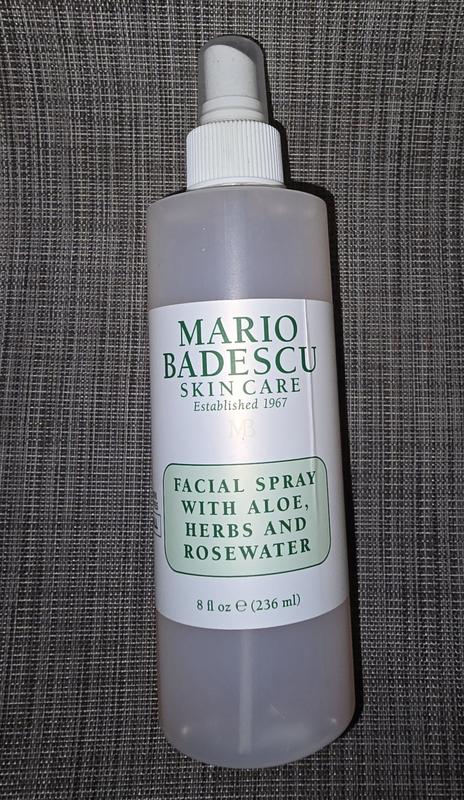 MARIO
BADESCU
SKIN CARE
Established 1967
MB
FACIAL SPRAY
WITH ALOE,
HERBS AND
ROSEWATER
8 fl oz ℮ (236 ml)